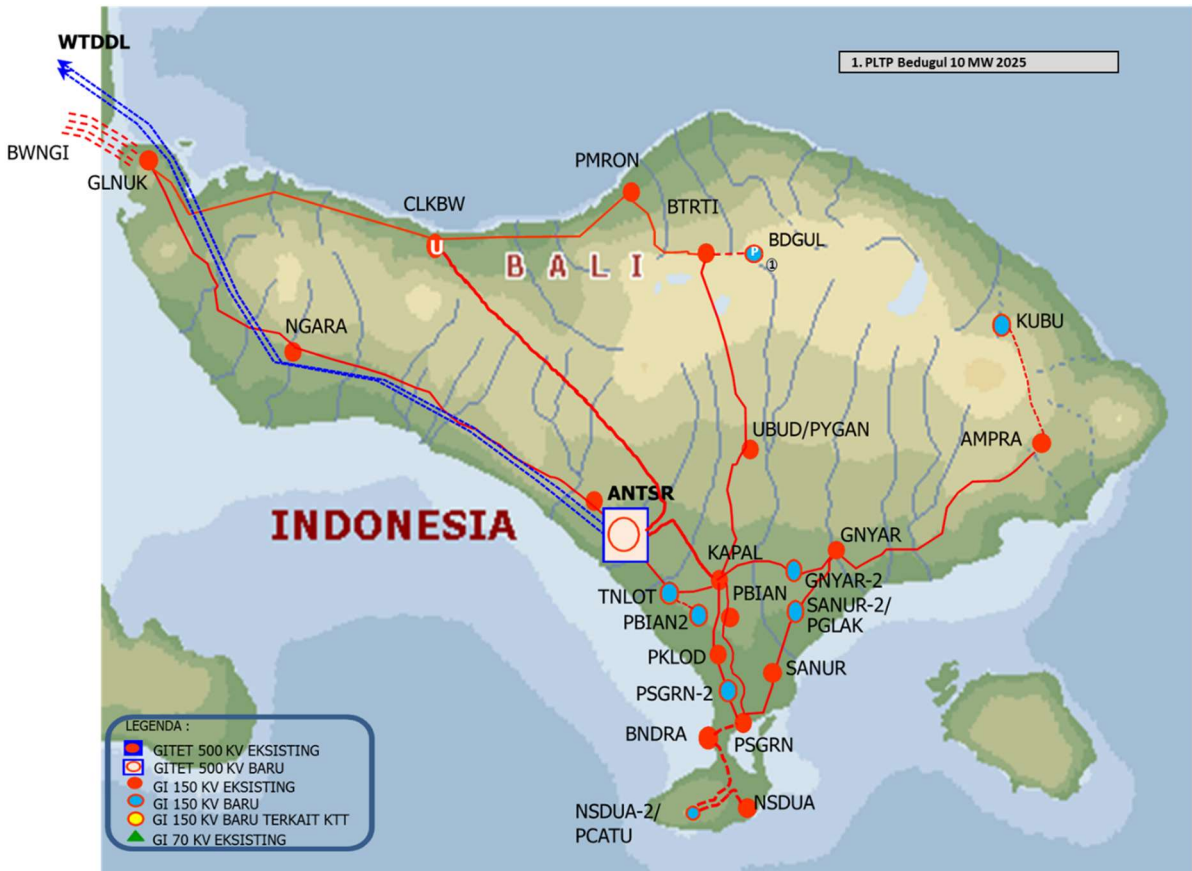 WTDDL
1. PLTP Bedugul 10 MW 2025
BWNGI
GLNUK
CLKBW
PMRON
BTRTI
BDGUL
P
①
U
BALI
KUBU
NGARA
UBUD/PYGAN
AMPRA
ANTSR
INDONESIA
GNYAR
KAPAL
GNYAR-2
PBIAN
TNLOT
SANUR-2/
PGLAK
PBIAN2
PKLOD
SANUR
PSGRN-2
BNDRA
PSGRN
NSDUA
NSDUA-2/
PCATU
LEGENDA :
GITET 500 KV EKSISTING
GITET 500 KV BARU
GI 150 KV EKSISTING
GI 150 KV BARU
GI 150 KV BARU TERKAIT KTT
GI 70 KV EKSISTING